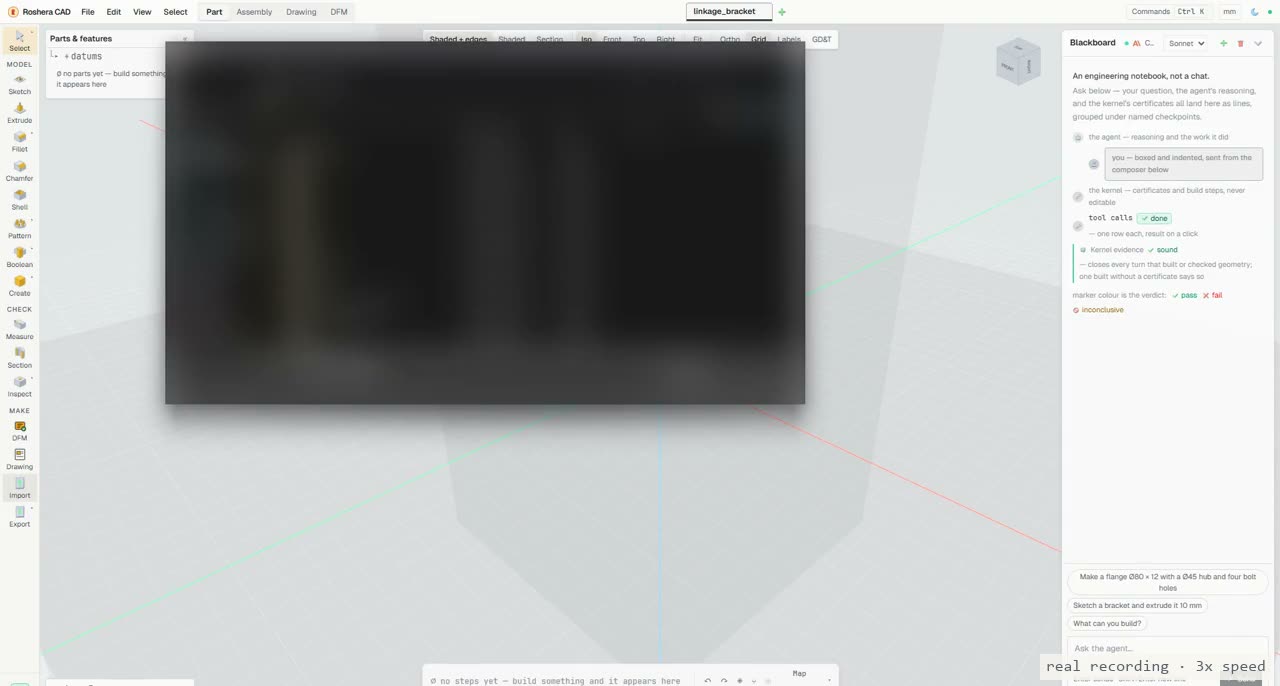 Roshera CAD File Edit View Select Part Assembly Drawing DFM linkage_bracket Commands Ctrl K mm
Select
MODEL
Sketch
Extrude
Fillet
Chamfer
Shell
Pattern
Boolean
Create
CHECK
Measure
Section
Inspect
MAKE
DFM
Drawing
Import
Export
Parts & features
+ datums
Ø no parts yet — build something
it appears here
Shaded + edges Shaded Section Iso Front Top Right Fit Ortho Grid Labels GD&T
Blackboard Sonnet
An engineering notebook, not a chat.
Ask below — your question, the agent's reasoning,
and the kernel's certificates all land here as lines,
grouped under named checkpoints.
the agent — reasoning and the work it did
you — boxed and indented, sent from the
composer below
the kernel — certificates and build steps, never
editable
tool calls ✓ done
— one row each, result on a click
Kernel evidence ✓ sound
— closes every turn that built or checked geometry;
one built without a certificate says so
marker colour is the verdict: ✓ pass ✗ fail
inconclusive
Make a flange Ø80 × 12 with a Ø45 hub and four bolt
holes
Sketch a bracket and extrude it 10 mm
What can you build?
Ask the agent...
real recording · 3x speed
Ø no steps yet — build something and it appears here
Map